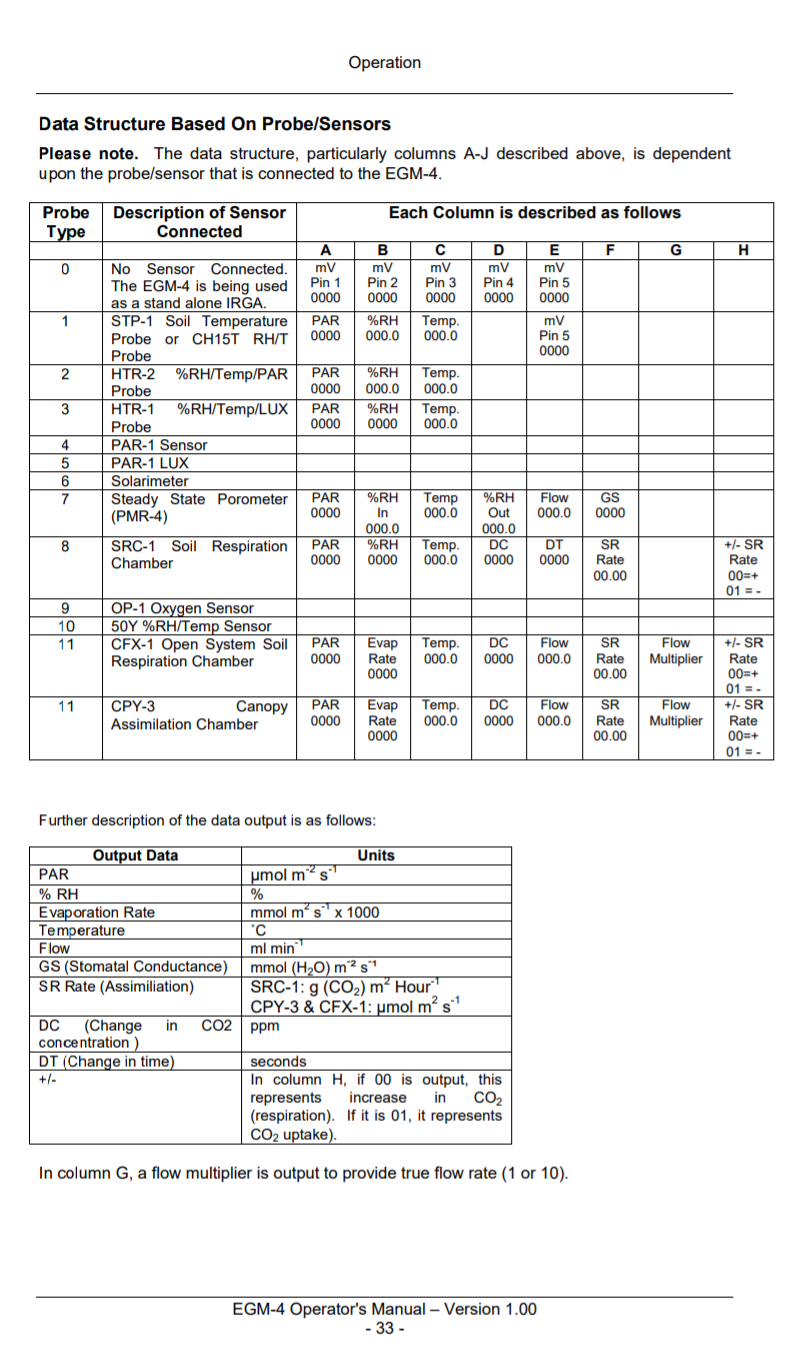 Operation
Data Structure Based On Probe/Sensors
Please note. The data structure, particularly columns A-J described above, is dependent
upon the probe/sensor that is connected to the EGM-4.
Probe Type Description of Sensor Connected Each Column is described as follows
A B C D E F G H
0 No Sensor Connected. The EGM-4 is being used as a stand alone IRGA. mV Pin 1 0000 mV Pin 2 0000 mV Pin 3 0000 mV Pin 4 0000 mV Pin 5 0000
1 STP-1 Soil Temperature Probe or CH15T RH/T Probe PAR 0000 %RH 000.0 Temp. 000.0 mV Pin 5 0000
2 HTR-2 %RH/Temp/PAR Probe PAR 0000 %RH 000.0 Temp. 000.0
3 HTR-1 %RH/Temp/LUX Probe PAR 0000 %RH 0000 Temp. 000.0
4 PAR-1 Sensor
5 PAR-1 LUX
6 Solarimeter
7 Steady State Porometer (PMR-4) PAR 0000 %RH In 000.0 Temp 000.0 %RH Out 000.0 Flow 000.0 GS 0000
8 SRC-1 Soil Respiration Chamber PAR 0000 %RH 0000 Temp. 000.0 DC 0000 DT 0000 SR Rate 00.00 +/- SR Rate 00=+ 01 = -
9 OP-1 Oxygen Sensor
10 50Y %RH/Temp Sensor
11 CFX-1 Open System Soil Respiration Chamber PAR 0000 Evap Rate 0000 Temp. 000.0 DC 0000 Flow 000.0 SR Rate 00.00 Flow Multiplier +/- SR Rate 00=+ 01 = -
11 CPY-3 Canopy Assimilation Chamber PAR 0000 Evap Rate 0000 Temp. 000.0 DC 0000 Flow 000.0 SR Rate 00.00 Flow Multiplier +/- SR Rate 00=+ 01 = -
Further description of the data output is as follows:
Output Data Units
PAR µmol m⁻² s⁻¹
% RH %
Evaporation Rate mmol m² s⁻¹ x 1000
Temperature °C
Flow ml min⁻¹
GS (Stomatal Conductance) mmol (H₂O) m⁻² s⁻¹
SR Rate (Assimiliation) SRC-1: g (CO₂) m² Hour⁻¹
CPY-3 & CFX-1: µmol m² s⁻¹
DC (Change in CO2 concentration ) ppm
DT (Change in time) seconds
+/- In column H, if 00 is output, this
represents increase in CO₂
(respiration). If it is 01, it represents
CO₂ uptake).
In column G, a flow multiplier is output to provide true flow rate (1 or 10).
EGM-4 Operator's Manual – Version 1.00
- 33 -